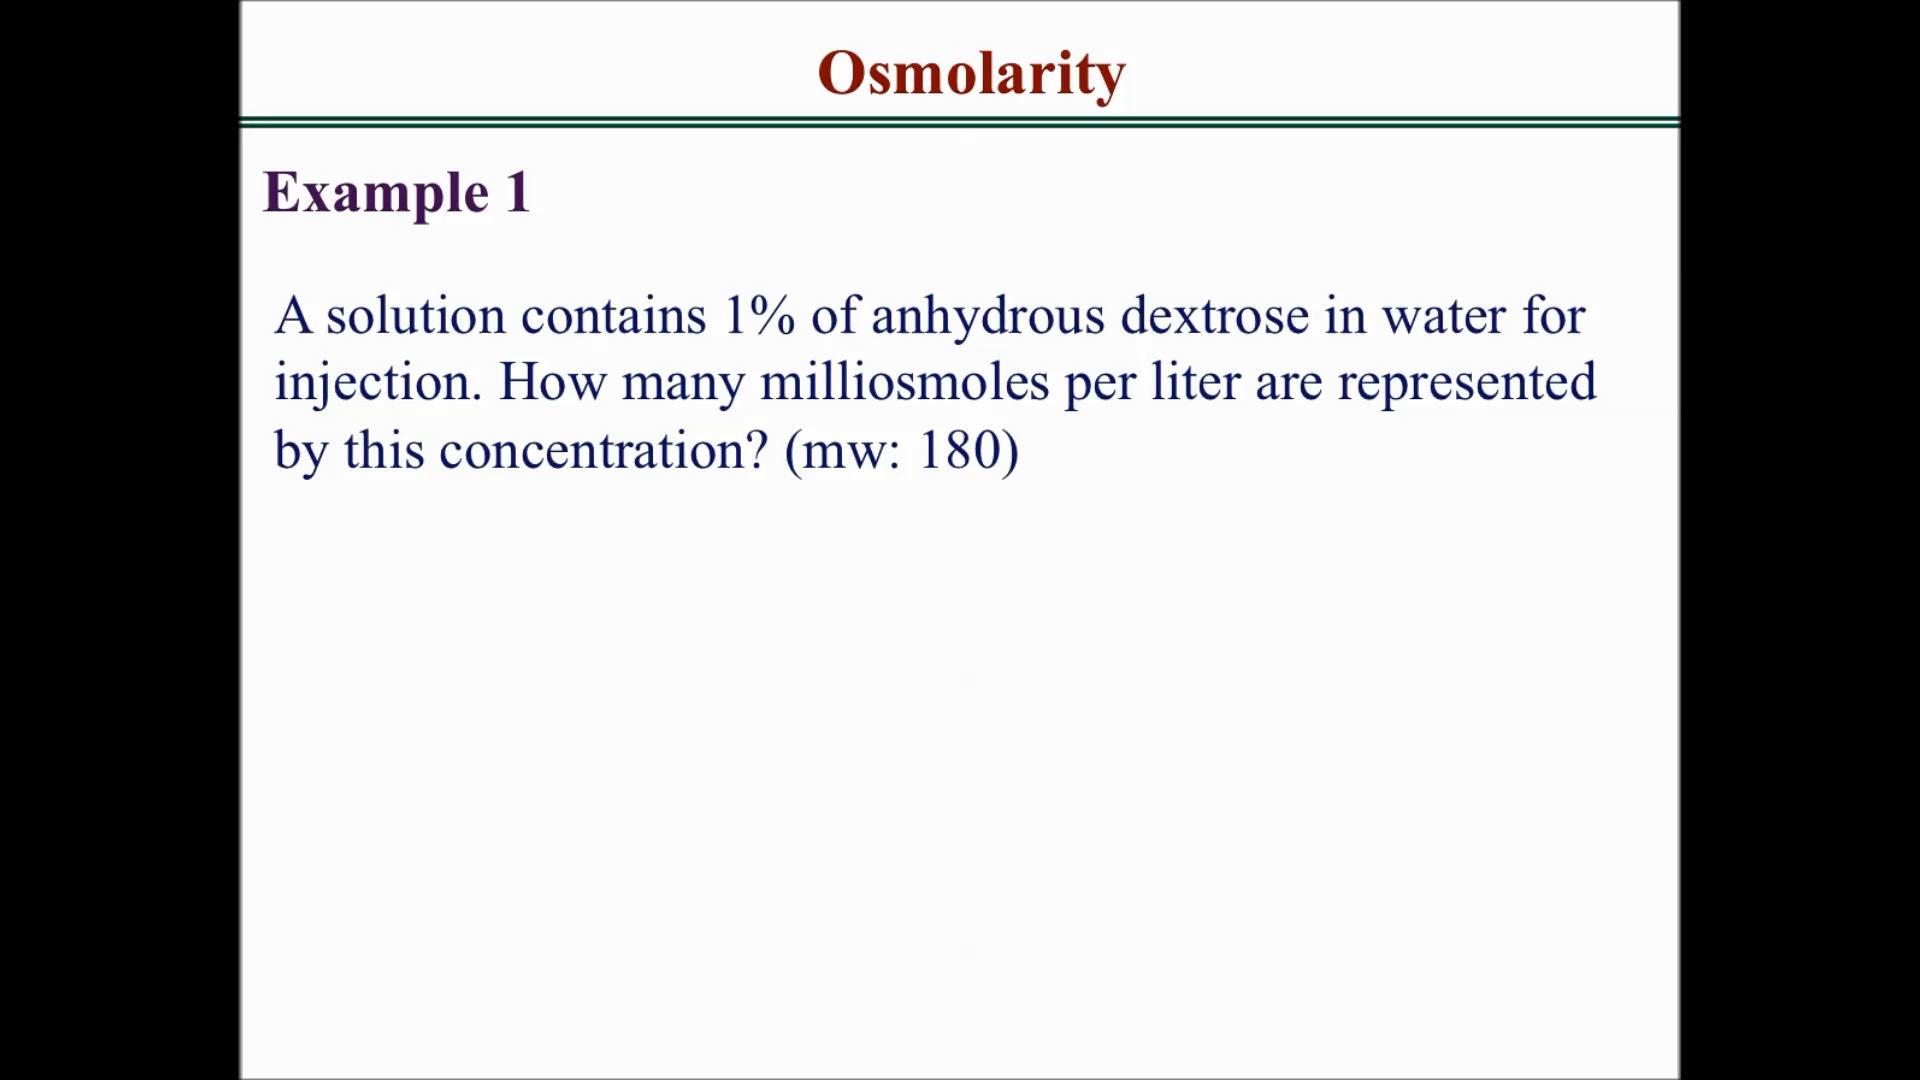 Osmolarity
Example 1
A solution contains 1% of anhydrous dextrose in water for
injection. How many milliosmoles per liter are represented
by this concentration? (mw: 180)